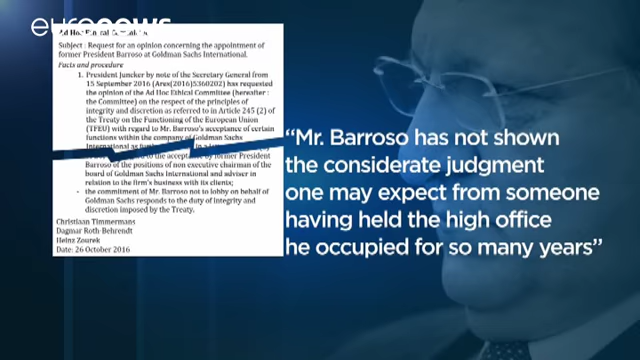 euronews.
Subject : Request for an opinion concerning the appointment of
former President Barroso at Goldman Sachs International.
Facts and procedure
1. President Juncker by note of the Secretary General from
15 September 2016 (Ares(2016)5360202) has requested
the opinion of the Ad Hoc Ethical Committee (hereafter :
the Committee) on the respect of the principles of
integrity and discretion as referred to in Article 245 (2) of
the Treaty on the Functioning of the European Union
(TFEU) with regard to Mr. Barroso's acceptance of certain
functions within the company of Goldman Sachs
International as
to the acceptance by former President
Barroso of the positions of non executive chairman of the
board of Goldman Sachs International and adviser in
relation to the firm's business with its clients;
- the commitment of Mr. Barroso not to lobby on behalf of
Goldman Sachs responds to the duty of integrity and
discretion imposed by the Treaty.
Christiaan Timmermans
Dagmar Roth-Behrendt
Heinz Zourek
Date: 26 October 2016
“Mr. Barroso has not shown
the considerate judgment
one may expect from someone
having held the high office
he occupied for so many years”